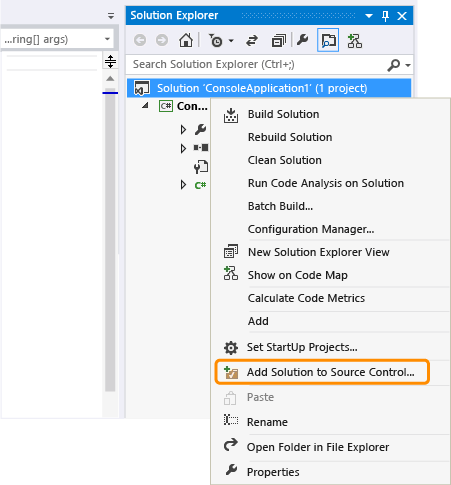 Solution Explorer
...ring[] args)
Search Solution Explorer (Ctrl+;)
Solution 'ConsoleApplication1' (1 project)
C# Con...
C#
Build Solution
Rebuild Solution
Clean Solution
Run Code Analysis on Solution
Batch Build...
Configuration Manager...
New Solution Explorer View
Show on Code Map
Calculate Code Metrics
Add
Set StartUp Projects...
Add Solution to Source Control...
Paste
Rename
Open Folder in File Explorer
Properties